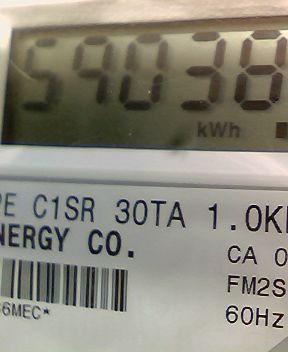 59038
kWh
PE C1SR 30TA 1.0K
NERGY CO.
CA 0
FM2S
6MEC*
60Hz